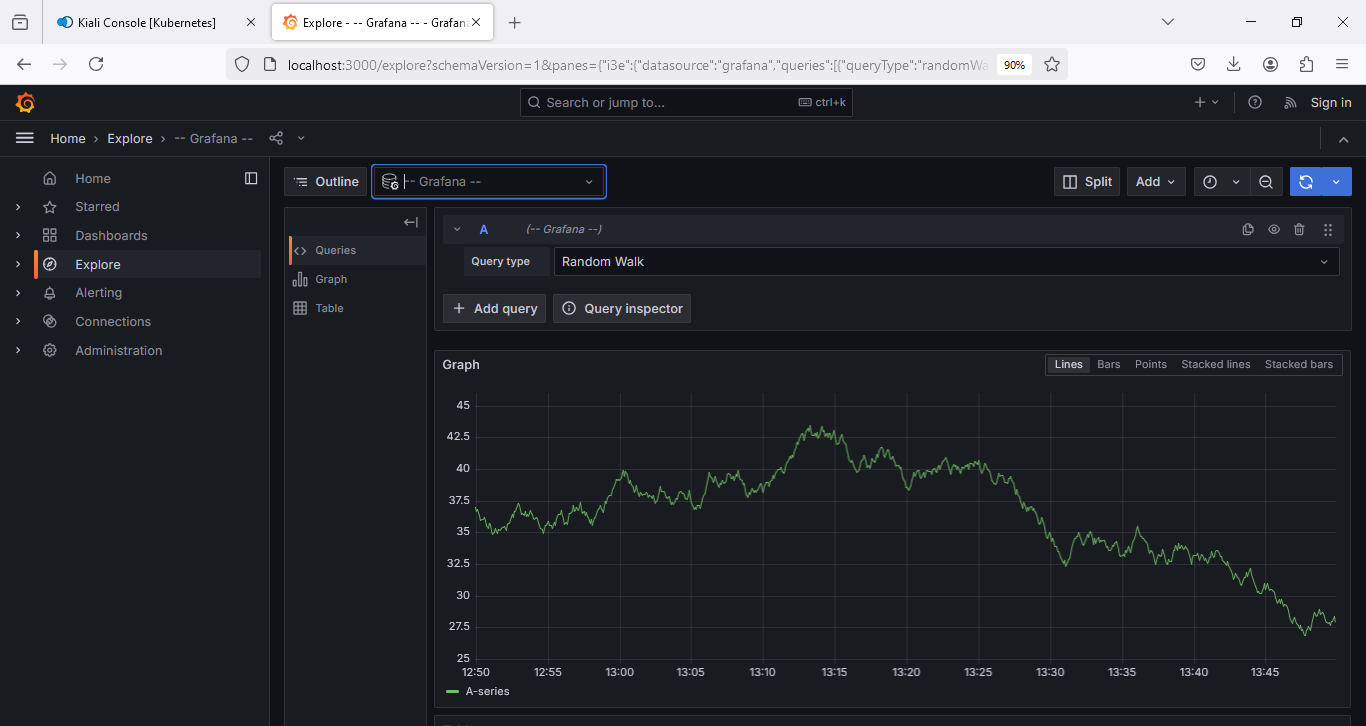 Kiali Console [Kubernetes]
Explore - -- Grafana -- - Grafana
localhost:3000/explore?schemaVersion=1&panes={"i3e":{"datasource":"grafana","queries":[{"queryType":"randomWa
90%
Search or jump to...
ctrl+k
Sign in
Home › Explore › -- Grafana --
Home
Starred
Dashboards
Explore
Alerting
Connections
Administration
Outline
-- Grafana --
Split
Add
Queries
Graph
Table
A
(-- Grafana --)
Query type
Random Walk
+ Add query
Query inspector
Graph
Lines
Bars
Points
Stacked lines
Stacked bars
45
42.5
40
37.5
35
32.5
30
27.5
25
12:50 12:55 13:00 13:05 13:10 13:15 13:20 13:25 13:30 13:35 13:40 13:45
A-series